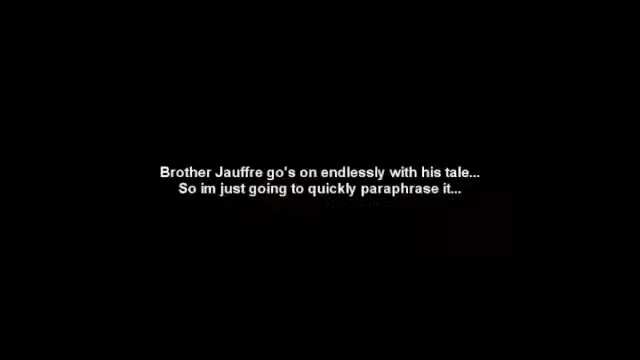 Brother Jauffre go's on endlessly with his tale...
So im just going to quickly paraphrase it...